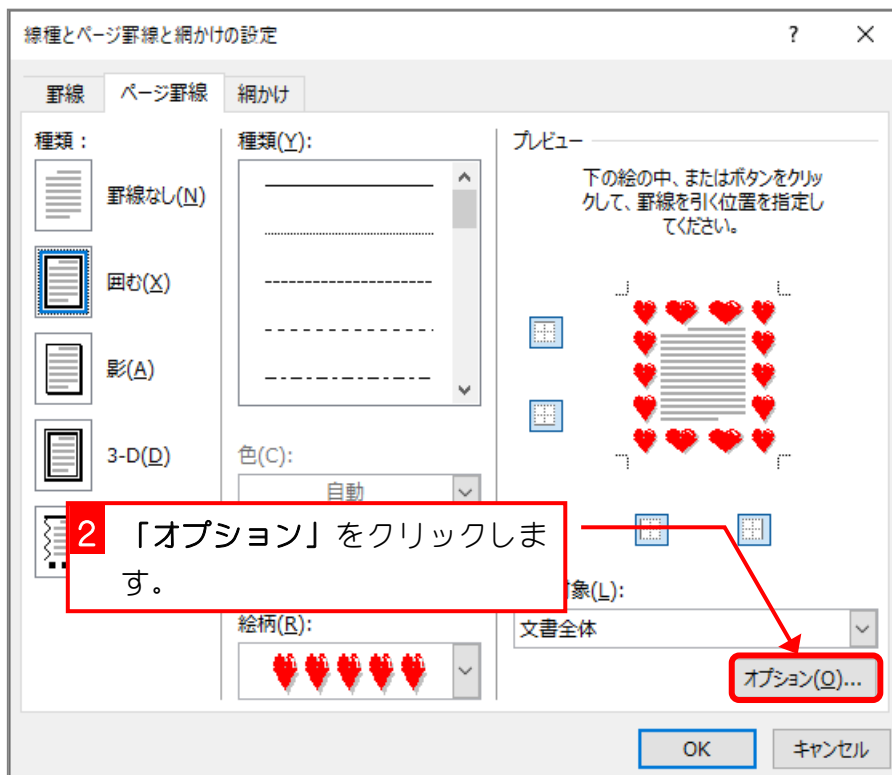 線種とページ罫線と網かけの設定
?
罫線
ページ罫線
網かけ
種類：
罫線なし(N)
囲む(X)
影(A)
3-D(D)
種類(Y):
色(C):
自動
絵柄(R):
プレビュー
下の絵の中、またはボタンをクリッ
クして、罫線を引く位置を指定し
てください。
2
「オプション」をクリックしま
す。
象(L):
文書全体
オプション(O)...
OK
キャンセル